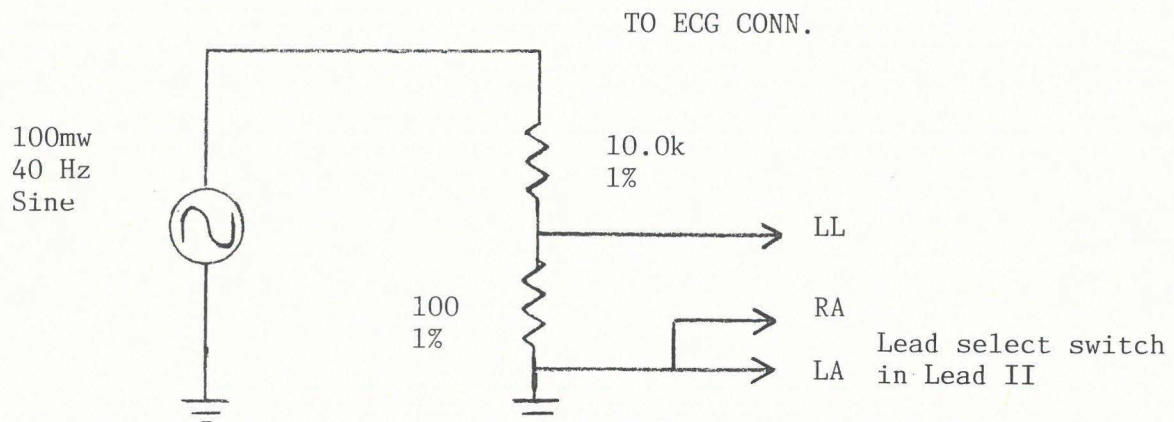 TO ECG CONN.
100mw
40 Hz
Sine
10.0k
1%
LL
100
1%
RA
LA
Lead select switch
in Lead II